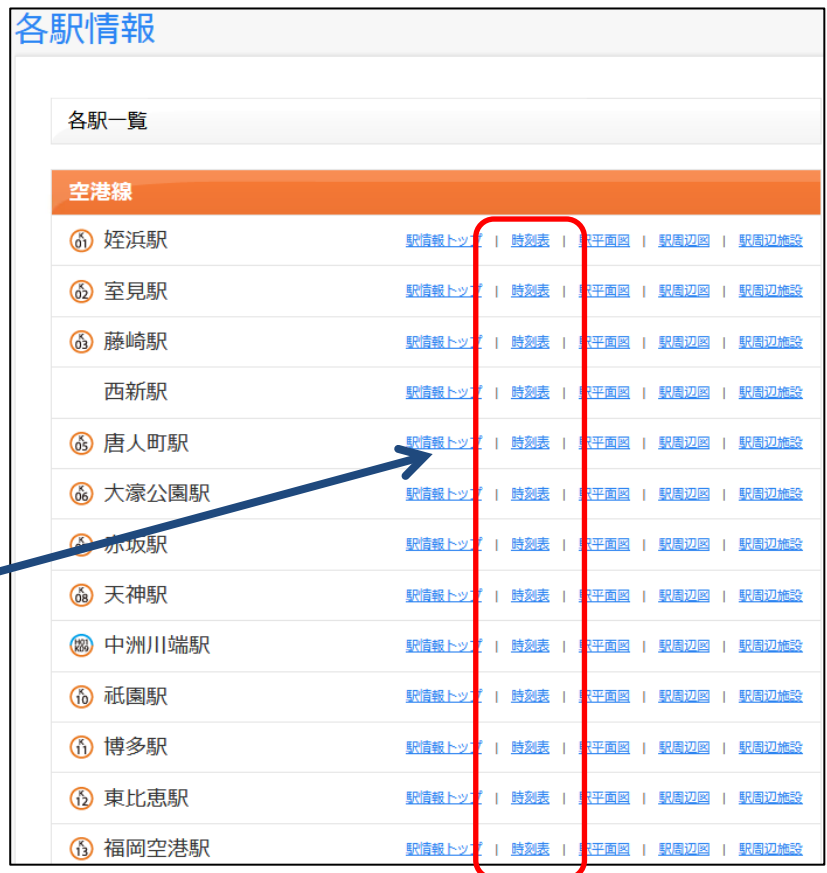 各駅情報
各駅一覧
空港線
K 01 姪浜駅 駅情報トップ | 時刻表 | 駅平面図 | 駅周辺図 | 駅周辺施設
K 02 室見駅 駅情報トップ | 時刻表 | 駅平面図 | 駅周辺図 | 駅周辺施設
K 03 藤崎駅 駅情報トップ | 時刻表 | 駅平面図 | 駅周辺図 | 駅周辺施設
西新駅 駅情報トップ | 時刻表 | 駅平面図 | 駅周辺図 | 駅周辺施設
K 05 唐人町駅 駅情報トップ | 時刻表 | 駅平面図 | 駅周辺図 | 駅周辺施設
K 06 大濠公園駅 駅情報トップ | 時刻表 | 駅平面図 | 駅周辺図 | 駅周辺施設
赤坂駅 駅情報トップ | 時刻表 | 駅平面図 | 駅周辺図 | 駅周辺施設
K 08 天神駅 駅情報トップ | 時刻表 | 駅平面図 | 駅周辺図 | 駅周辺施設
H01 K09 中洲川端駅 駅情報トップ | 時刻表 | 駅平面図 | 駅周辺図 | 駅周辺施設
K 10 祇園駅 駅情報トップ | 時刻表 | 駅平面図 | 駅周辺図 | 駅周辺施設
K 11 博多駅 駅情報トップ | 時刻表 | 駅平面図 | 駅周辺図 | 駅周辺施設
K 12 東比恵駅 駅情報トップ | 時刻表 | 駅平面図 | 駅周辺図 | 駅周辺施設
K 13 福岡空港駅 駅情報トップ | 時刻表 | 駅平面図 | 駅周辺図 | 駅周辺施設